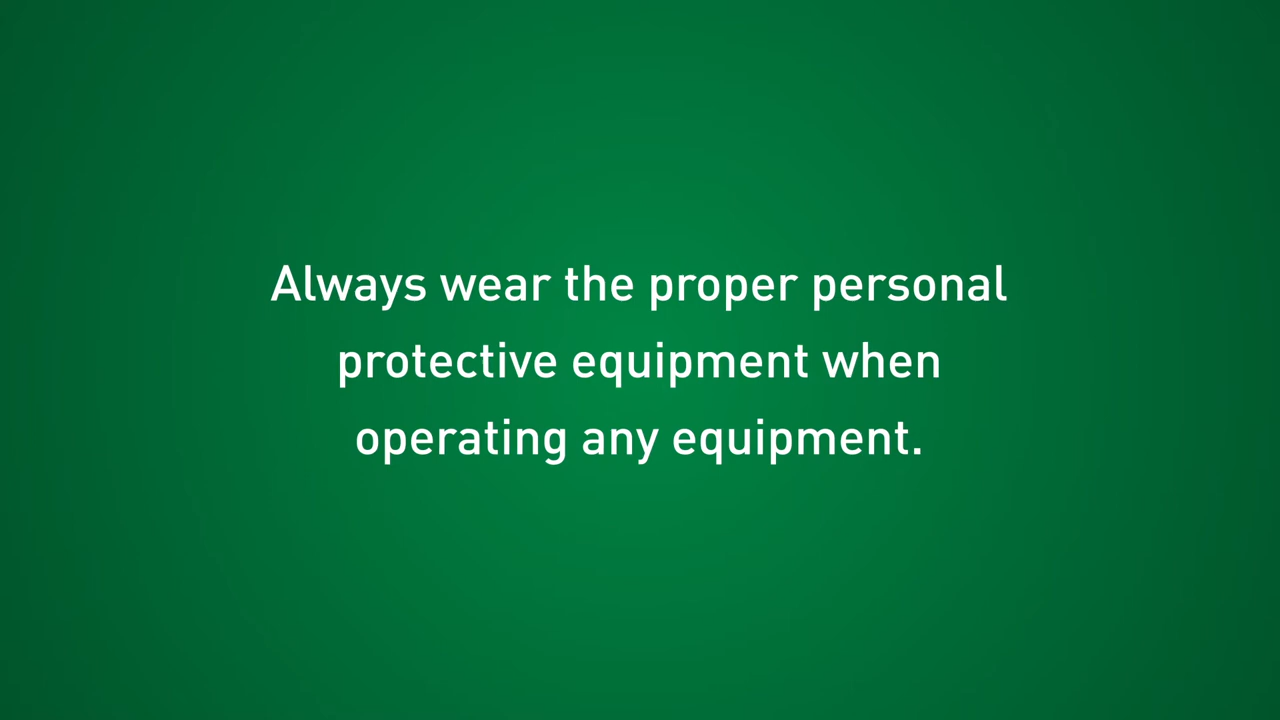 Always wear the proper personal
protective equipment when
operating any equipment.